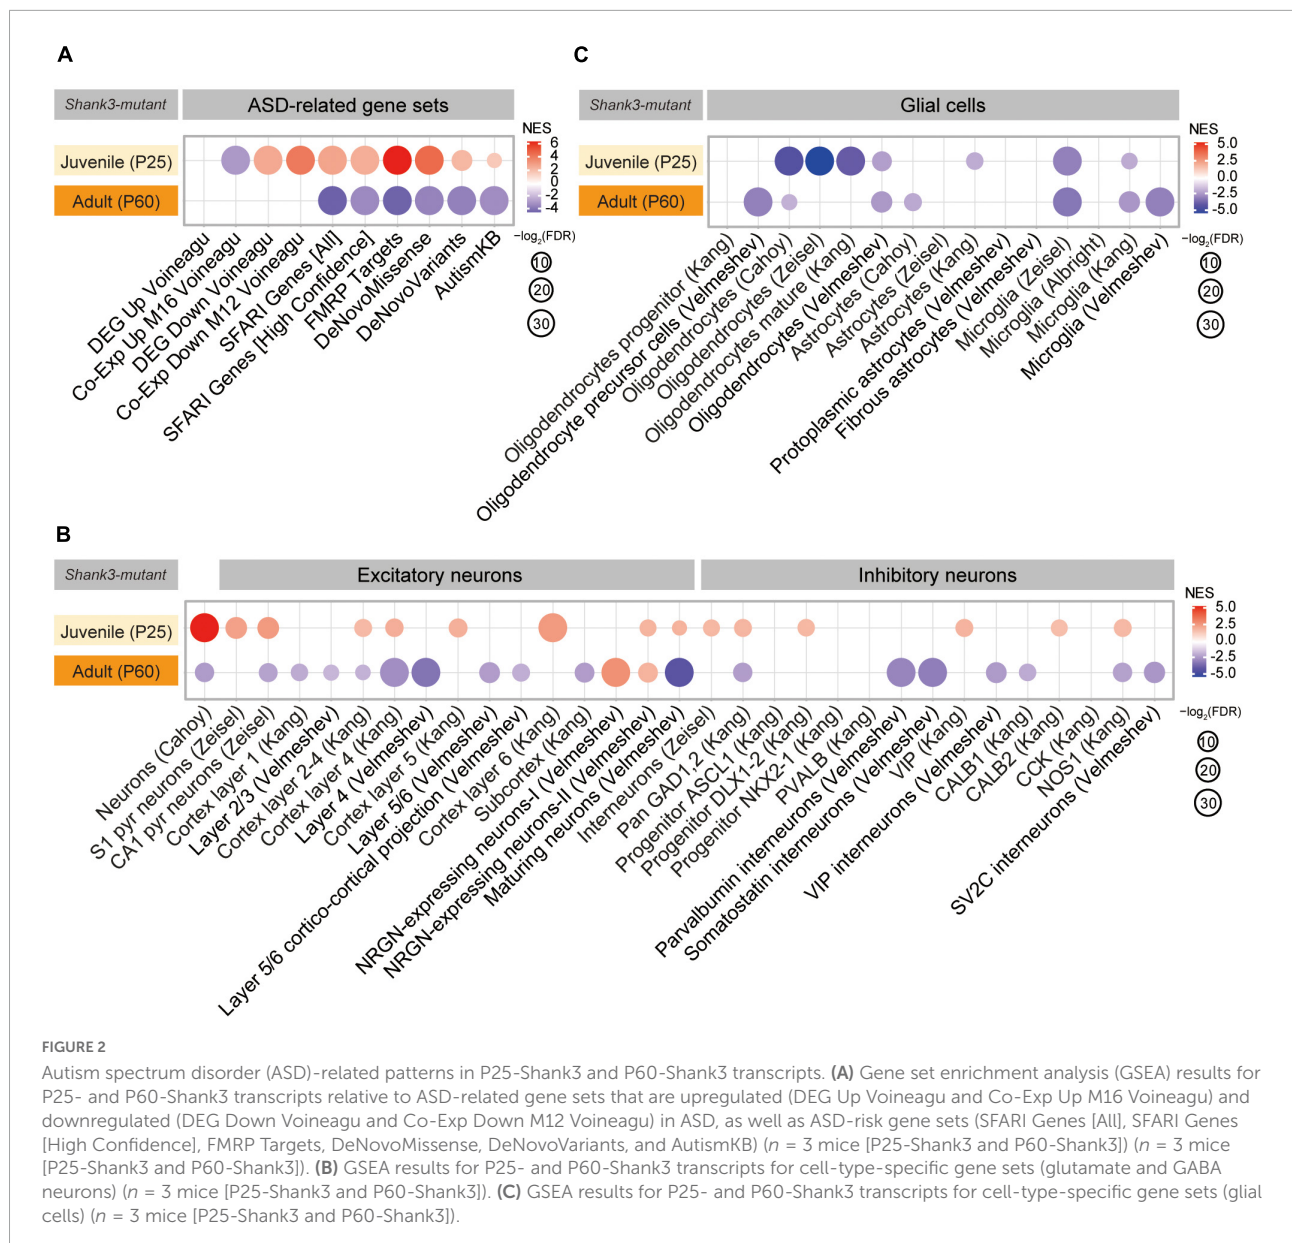 A
Shank3-mutant
ASD-related gene sets
Juvenile (P25)
Adult (P60)
NES
6
4
2
0
−2
−4
−log2(FDR)
10
20
30
DEG Up Voineagu
Co-Exp Up M16 Voineagu
DEG Down Voineagu
Co-Exp Down M12 Voineagu
SFARI Genes [All]
SFARI Genes [High Confidence]
FMRP Targets
DeNovoMissense
DeNovoVariants
AutismKB
C
Shank3-mutant
Glial cells
Juvenile (P25)
Adult (P60)
NES
5.0
2.5
0.0
−2.5
−5.0
−log2(FDR)
10
20
30
Oligodendrocytes progenitor (Kang)
Oligodendrocyte precursor cells (Velmeshev)
Oligodendrocytes (Cahoy)
Oligodendrocytes (Zeisel)
Oligodendrocytes mature (Kang)
Oligodendrocytes (Velmeshev)
Astrocytes (Cahoy)
Astrocytes (Zeisel)
Astrocytes (Kang)
Protoplasmic astrocytes (Velmeshev)
Fibrous astrocytes (Velmeshev)
Microglia (Zeisel)
Microglia (Albright)
Microglia (Kang)
Microglia (Velmeshev)
B
Shank3-mutant
Excitatory neurons
Inhibitory neurons
Juvenile (P25)
Adult (P60)
NES
5.0
2.5
0.0
−2.5
−5.0
−log2(FDR)
10
20
30
Neurons (Cahoy)
S1 pyr neurons (Zeisel)
CA1 pyr neurons (Zeisel)
Cortex layer 1 (Kang)
Layer 2/3 (Velmeshev)
Cortex layer 2-4 (Kang)
Cortex layer 4 (Kang)
Layer 4 (Velmeshev)
Cortex layer 5 (Kang)
Layer 5/6 (Velmeshev)
Layer 5/6 cortico-cortical projection (Velmeshev)
Cortex layer 6 (Kang)
Subcortex (Kang)
NRGN-expressing neurons-I (Velmeshev)
NRGN-expressing neurons-II (Velmeshev)
Maturing neurons (Velmeshev)
Interneurons (Zeisel)
Pan GAD1,2 (Kang)
Progenitor ASCL1 (Kang)
Progenitor DLX1-2 (Kang)
Progenitor NKX2-1 (Kang)
PVALB (Kang)
Parvalbumin interneurons (Velmeshev)
Somatostatin interneurons (Velmeshev)
VIP (Kang)
VIP interneurons (Velmeshev)
CALB1 (Kang)
CALB2 (Kang)
CCK (Kang)
NOS1 (Kang)
SV2C interneurons (Velmeshev)
FIGURE 2
Autism spectrum disorder (ASD)-related patterns in P25-Shank3 and P60-Shank3 transcripts. (A) Gene set enrichment analysis (GSEA) results for
P25- and P60-Shank3 transcripts relative to ASD-related gene sets that are upregulated (DEG Up Voineagu and Co-Exp Up M16 Voineagu) and
downregulated (DEG Down Voineagu and Co-Exp Down M12 Voineagu) in ASD, as well as ASD-risk gene sets (SFARI Genes [All], SFARI Genes
[High Confidence], FMRP Targets, DeNovoMissense, DeNovoVariants, and AutismKB) (n = 3 mice [P25-Shank3 and P60-Shank3]) (n = 3 mice
[P25-Shank3 and P60-Shank3]). (B) GSEA results for P25- and P60-Shank3 transcripts for cell-type-specific gene sets (glutamate and GABA
neurons) (n = 3 mice [P25-Shank3 and P60-Shank3]). (C) GSEA results for P25- and P60-Shank3 transcripts for cell-type-specific gene sets (glial
cells) (n = 3 mice [P25-Shank3 and P60-Shank3]).